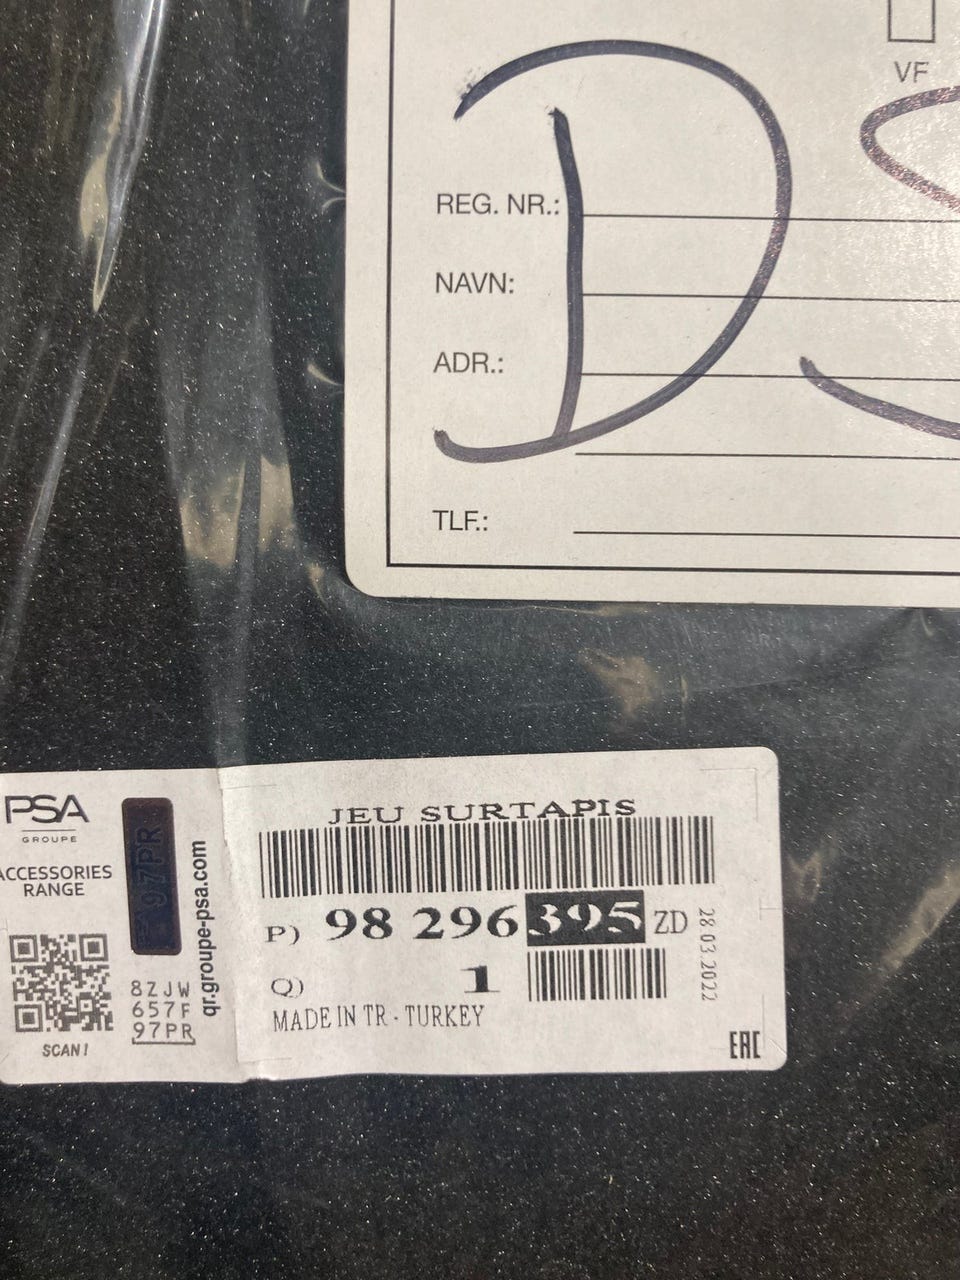 VF
D
REG. NR.:
NAVN:
ADR.:
TLF.:
PSA
GROUPE
ACCESSORIES
RANGE
97PR
qr.groupe-psa.com
8ZJW
657F
97PR
SCAN !
JEU SURTAPIS
P) 98 296 395 ZD
28 03 2022
Q) 1
MADE IN TR - TURKEY
EAC